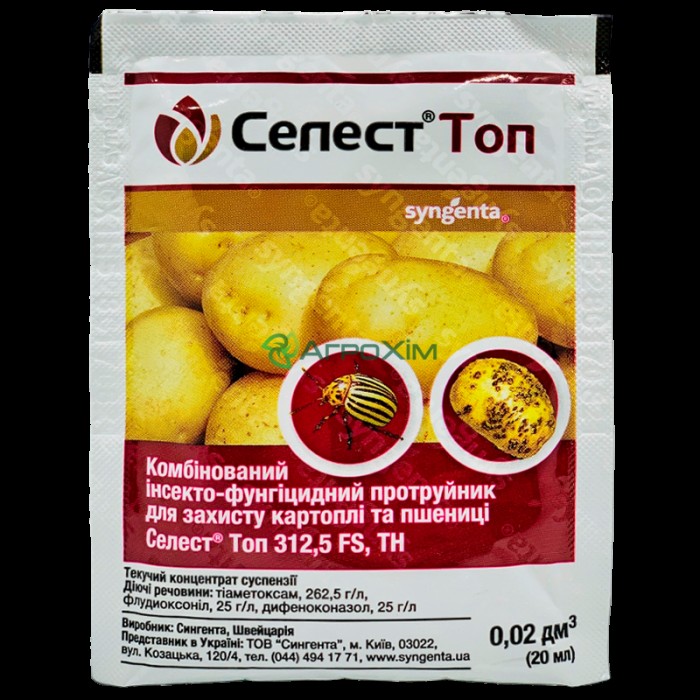 Селест® Топ
syngenta®
АгроХім
Комбінований
інсекто-фунгіцидний протруйник
для захисту картоплі та пшениці
Селест® Топ 312,5 FS, ТН
Текучий концентрат суспензії
Діючі речовини: тіаметоксам, 262,5 г/л,
флудиоксоніл, 25 г/л, дифеноконазол, 25 г/л
Виробник: Сингента, Швейцарія
Представник в Україні: ТОВ "Сингента", м. Київ, 03022,
вул. Козацька, 120/4, тел. (044) 494 17 71, www.syngenta.ua
0,02 дм³
(20 мл)